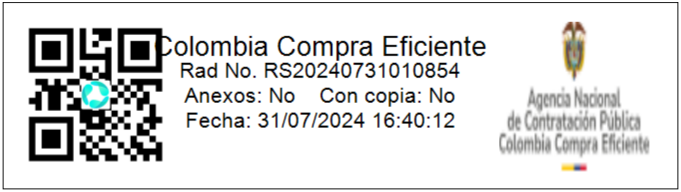 Colombia Compra Eficiente
Rad No. RS20240731010854
Anexos: No    Con copia: No
Fecha: 31/07/2024 16:40:12
Agencia Nacional
de Contratación Pública
Colombia Compra Eficiente